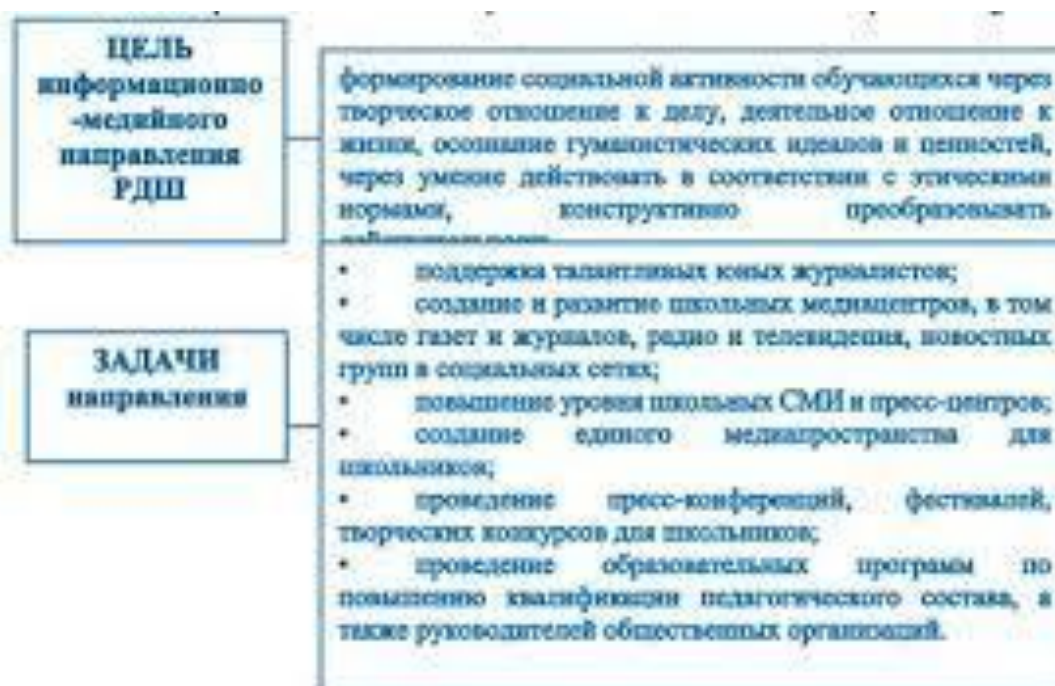 ЦЕЛЬ
информационно
-медийного
направления
РДШ
формирование социальной активности обучающихся через
творческое отношение к делу, деятельное отношение к
жизни, осознание гуманистических идеалов и ценностей,
через умение действовать в соответствии с этическими
нормами, конструктивно преобразовывать
ЗАДАЧИ
направления
• поддержка талантливых юных журналистов;
• создание и развитие школьных медиацентров, в том
числе газет и журналов, радио и телевидения, новостных
групп в социальных сетях;
• повышение уровня школьных СМИ и пресс-центров;
• создание единого медиапространства для
школьников;
• проведение пресс-конференций, фестивалей,
творческих конкурсов для школьников;
• проведение образовательных программ по
повышению квалификации педагогического состава, а
также руководителей общественных организаций.